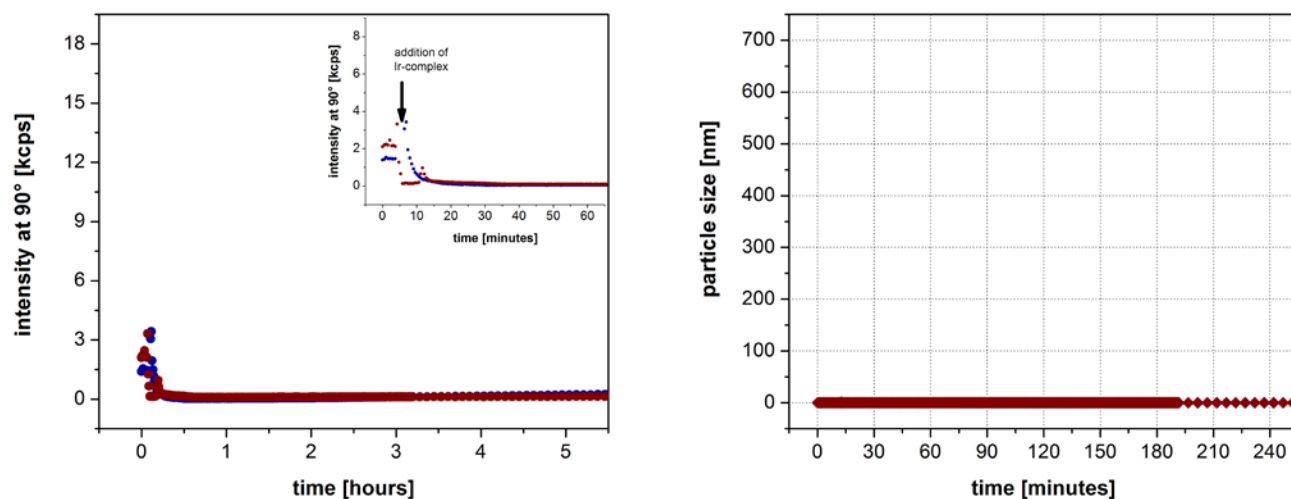 intensity at 90° [kcps]
18
15
12
9
6
3
0
0 1 2 3 4 5
time [hours]
intensity at 90° [kcps]
8
6
4
2
0
addition of
Ir-complex
0 10 20 30 40 50 60
time [minutes]
particle size [nm]
700
600
500
400
300
200
100
0
0 30 60 90 120 150 180 210 240
time [minutes]